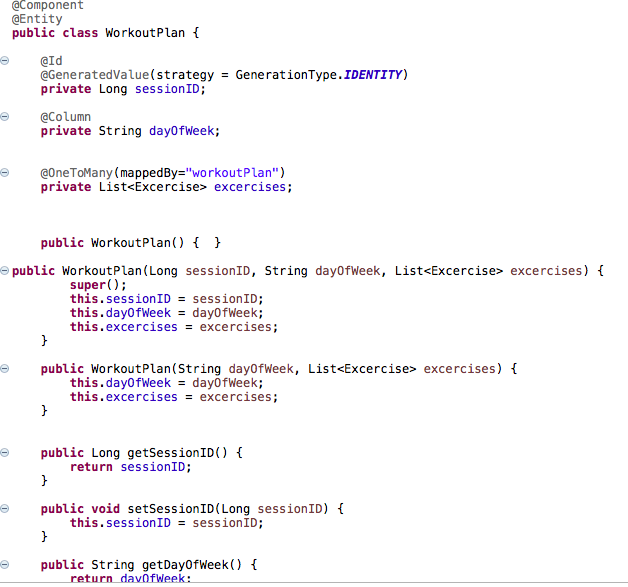 @Component
@Entity
public class WorkoutPlan {
@Id
@GeneratedValue(strategy = GenerationType.IDENTITY)
private Long sessionID;
@Column
private String dayOfWeek;
@OneToMany(mappedBy="workoutPlan")
private List<Excercise> excercises;
public WorkoutPlan() {  }
public WorkoutPlan(Long sessionID, String dayOfWeek, List<Excercise> excercises) {
super();
this.sessionID = sessionID;
this.dayOfWeek = dayOfWeek;
this.excercises = excercises;
}
public WorkoutPlan(String dayOfWeek, List<Excercise> excercises) {
this.dayOfWeek = dayOfWeek;
this.excercises = excercises;
}
public Long getSessionID() {
return sessionID;
}
public void setSessionID(Long sessionID) {
this.sessionID = sessionID;
}
public String getDayOfWeek() {
return dayOfWeek;